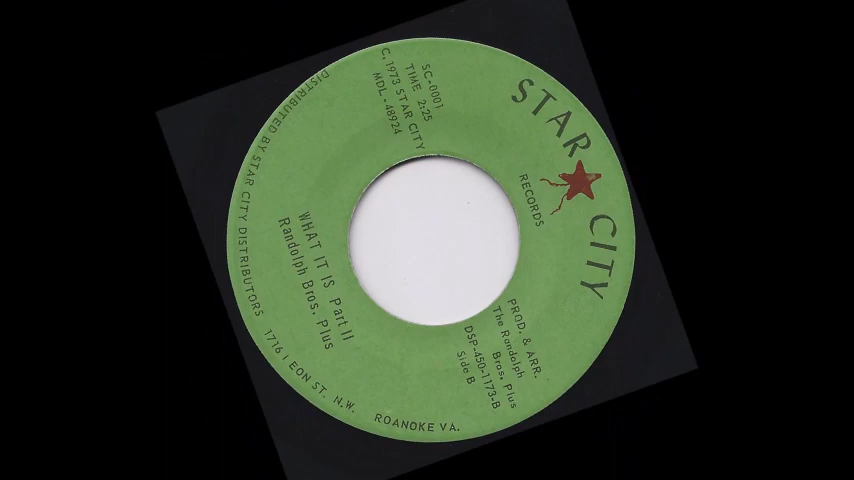 STAR CITY
RECORDS
SC-0001
TIME 2:25
C. 1973 STAR CITY
MDL-48924
PROD. & ARR.
The Randolph
Bros. Plus
DSP-450-1173-B
Side B
WHAT IT IS Part II
Randolph Bros. Plus
DISTRIBUTED BY STAR CITY DISTRIBUTORS 1716 LEON ST. N.W. ROANOKE VA.